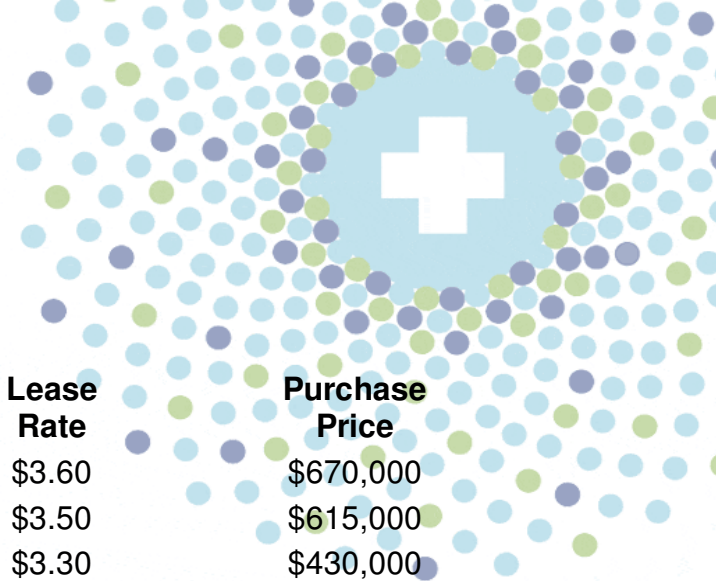 Lease Purchase
Rate Price
$3.60 $670,000
$3.50 $615,000
$3.30 $430,000